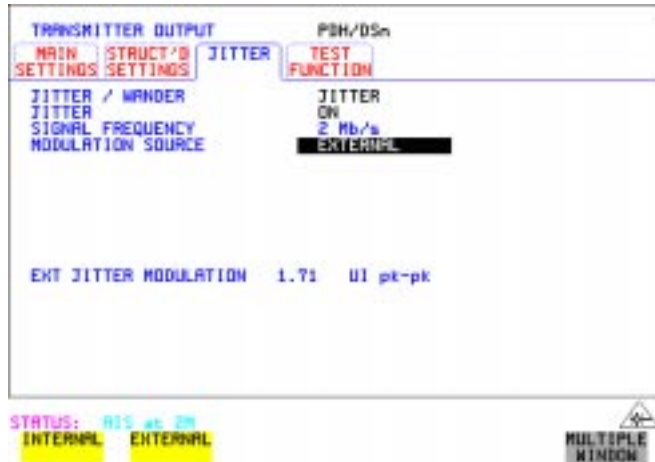 TRANSMITTER OUTPUT PDH/DSn
MAIN SETTINGS STRUCT'D SETTINGS JITTER TEST FUNCTION
JITTER / WANDER JITTER
JITTER ON
SIGNAL FREQUENCY 2 Mb/s
MODULATION SOURCE EXTERNAL
EXT JITTER MODULATION 1.71 UI pk-pk
STATUS: AIS at 2M
INTERNAL EXTERNAL MULTIPLE WINDOW